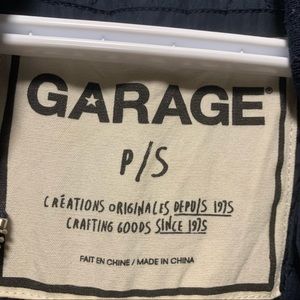 GARAGE®
P/S
CRÉATIONS ORIGINALES DEPUIS 1975
CRAFTING GOODS SINCE 1975
FAIT EN CHINE / MADE IN CHINA